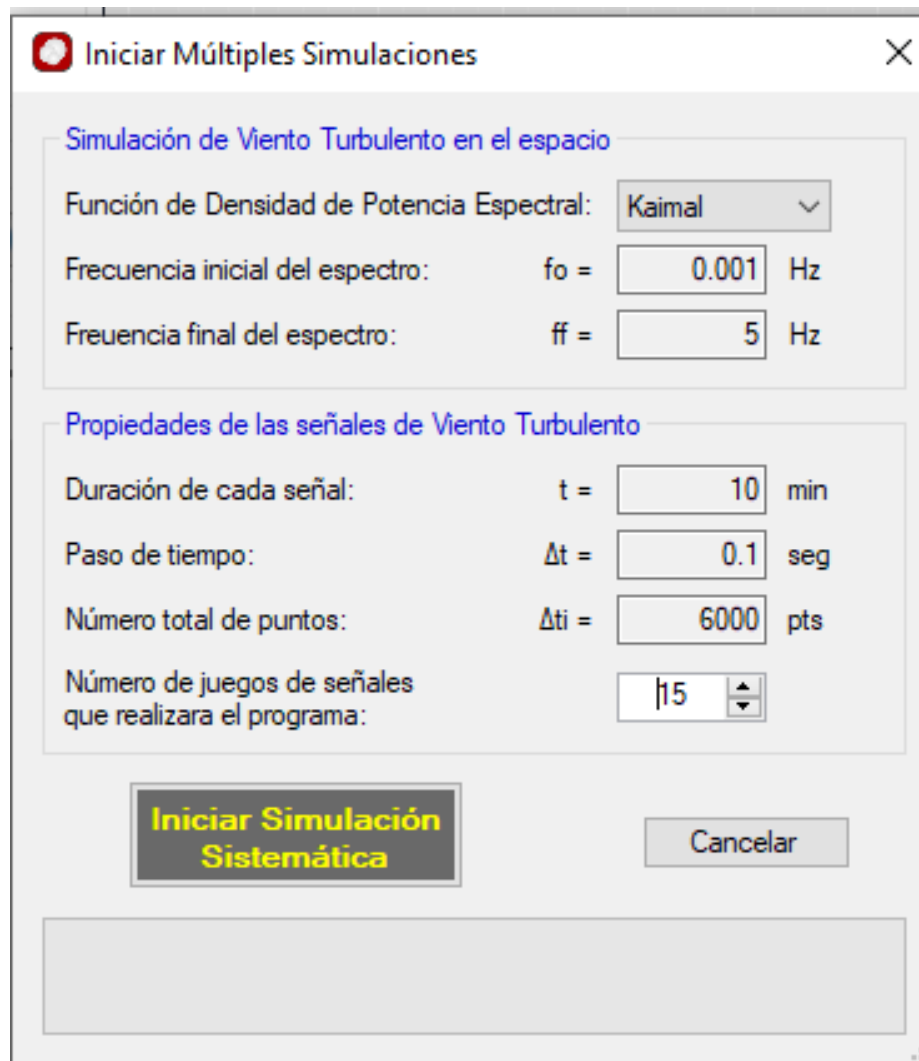 Iniciar Múltiples Simulaciones
Simulación de Viento Turbulento en el espacio
Función de Densidad de Potencia Espectral: Kaimal
Frecuencia inicial del espectro: fo = 0.001 Hz
Freuencia final del espectro: ff = 5 Hz
Propiedades de las señales de Viento Turbulento
Duración de cada señal: t = 10 min
Paso de tiempo: Δt = 0.1 seg
Número total de puntos: Δti = 6000 pts
Número de juegos de señales
que realizara el programa: 15
Iniciar Simulación
Sistemática
Cancelar